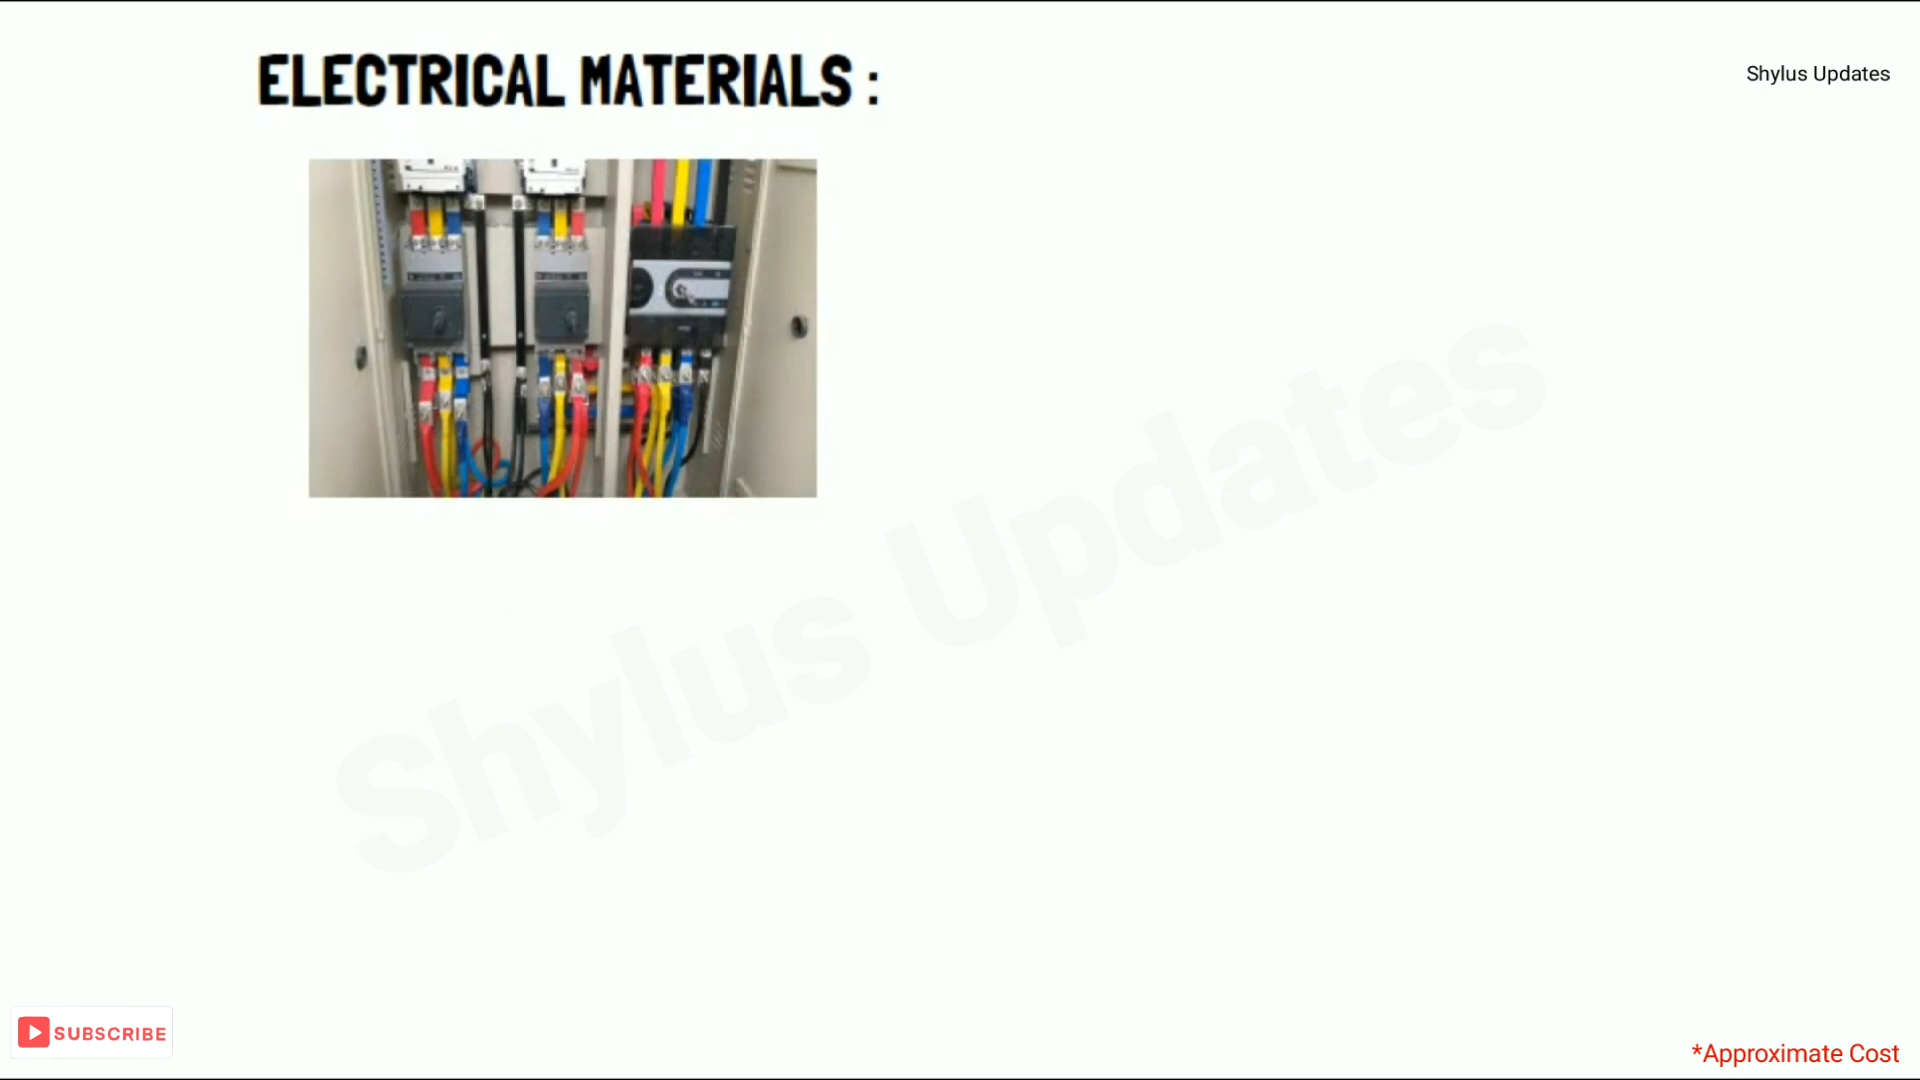 ELECTRICAL MATERIALS :
Shylus Updates
Shylus Updates
SUBSCRIBE
*Approximate Cost